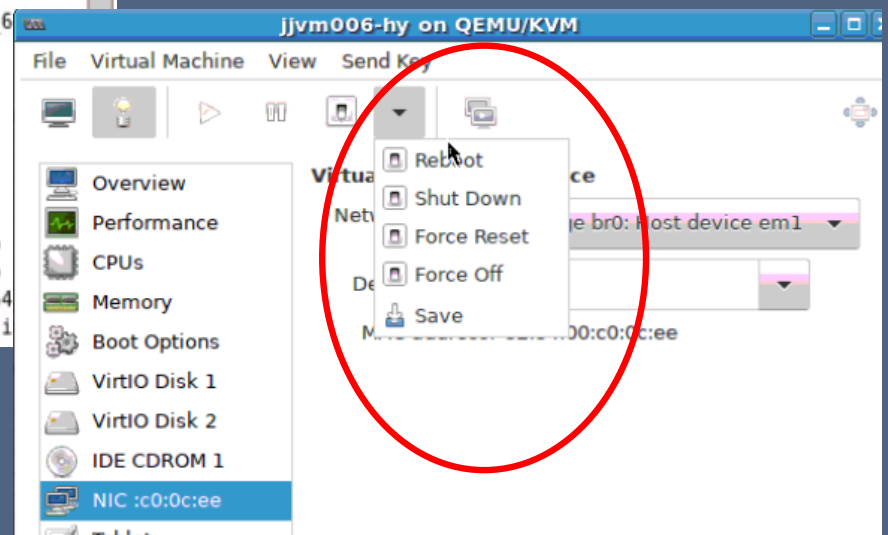 jjvm006-hy on QEMU/KVM
File Virtual Machine View Send Key
Reboot
Shut Down
Force Reset
Force Off
Save
Overview
Performance
CPUs
Memory
Boot Options
VirtIO Disk 1
VirtIO Disk 2
IDE CDROM 1
NIC :c0:0c:ee
br0: Host device em1
:00:c0:0c:ee